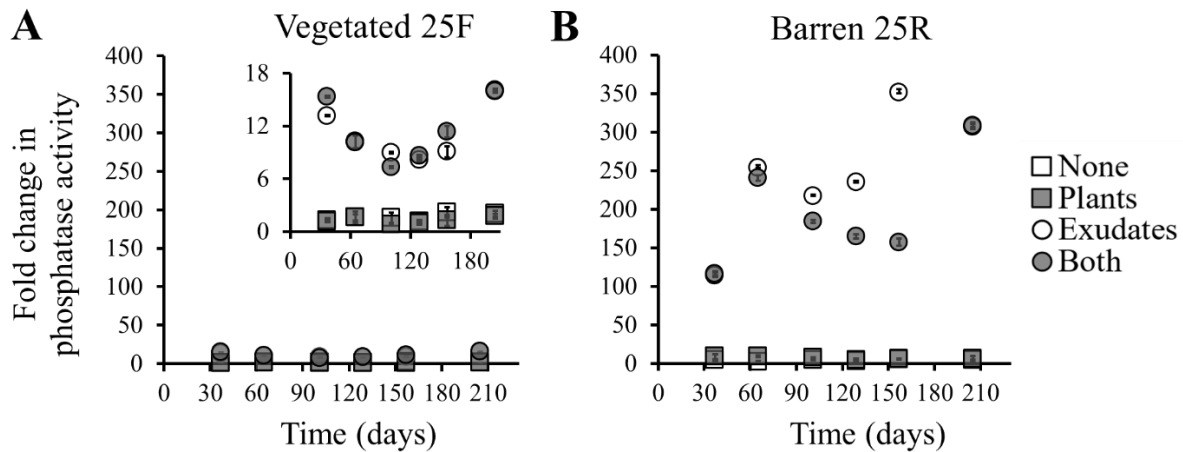 A Vegetated 25F
B Barren 25R
Fold change in
phosphatase activity
400
350
300
250
200
150
100
50
0
0 30 60 90 120 150 180 210
Time (days)
18
12
6
0
0 60 120 180
400
350
300
250
200
150
100
50
0
0 30 60 90 120 150 180 210
Time (days)
None
Plants
Exudates
Both